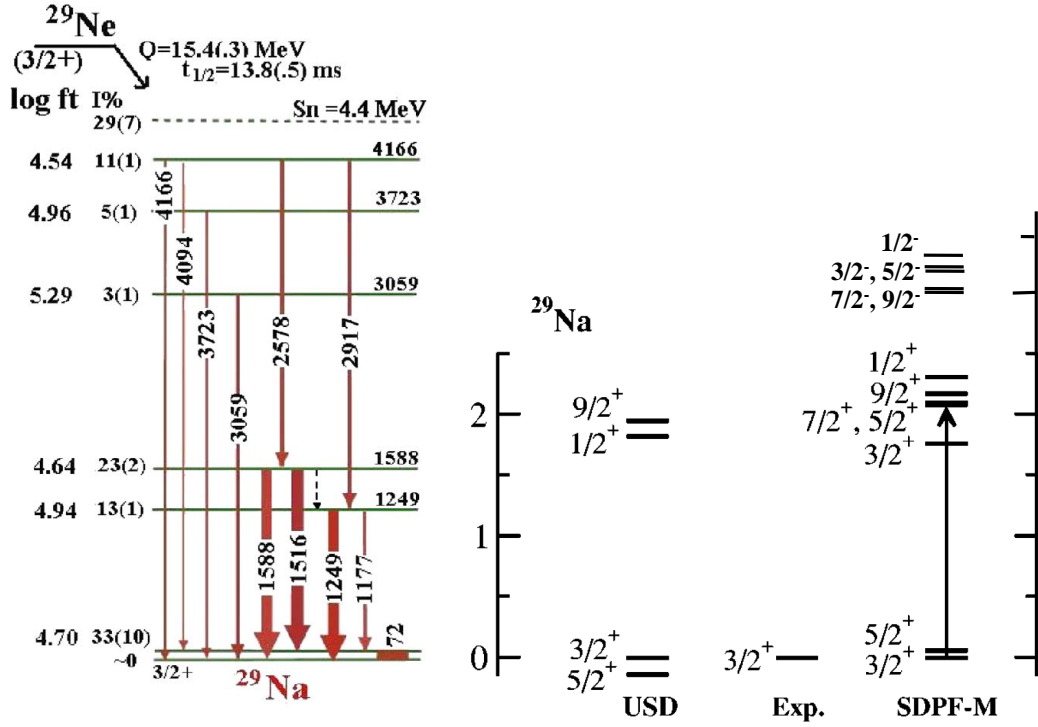 ²⁹Ne
(3/2+)
Q=15.4(.3) MeV
t₁/₂=13.8(.5) ms
log ft I%
Sn =4.4 MeV
29(7)
4.54 11(1) 4166
4.96 5(1) 3723
5.29 3(1) 3059
4166
4094
3723
3059
2578
2917
4.64 23(2) 1588
4.94 13(1) 1249
1588
1516
1249
1177
72
4.70 33(10)
~0
3/2+
²⁹Na
²⁹Na
2
1
0
9/2⁺
1/2⁺
3/2⁺
5/2⁺
USD
3/2⁺
Exp.
1/2⁻
3/2⁻, 5/2⁻
7/2⁻, 9/2⁻
1/2⁺
9/2⁺
7/2⁺, 5/2⁺
3/2⁺
5/2⁺
3/2⁺
SDPF-M